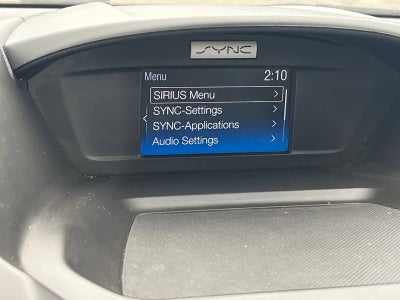 SYNC
Menu 2:10
SIRIUS Menu >
SYNC-Settings >
SYNC-Applications >
Audio Settings >